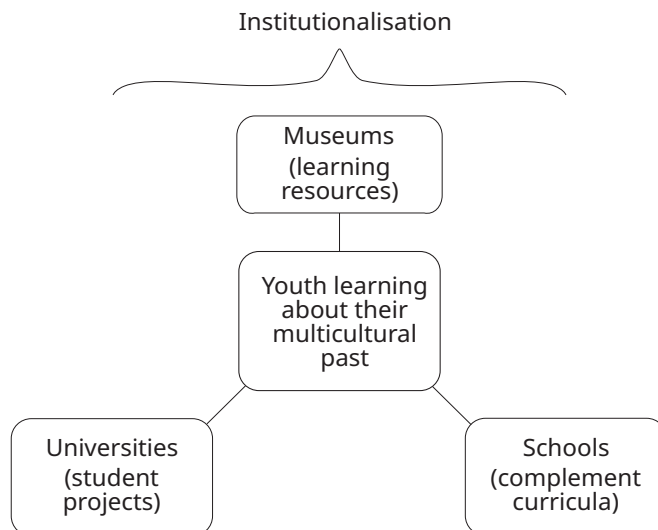 Institutionalisation
Museums
(learning
resources)
Youth learning
about their
multicultural
past
Universities
(student
projects)
Schools
(complement
curricula)